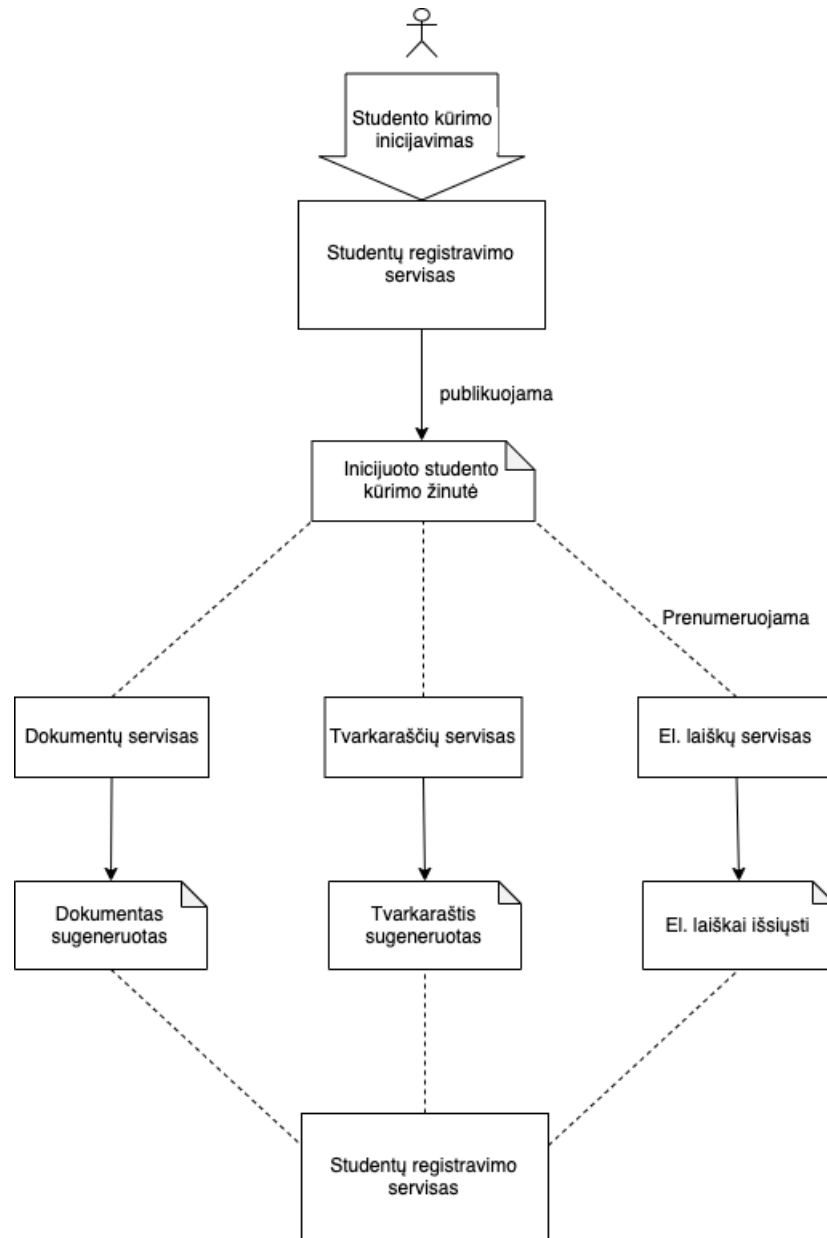 Studento kūrimo
inicijavimas
Studentų registravimo
servisas
publikuojama
Inicijuoto studento
kūrimo žinutė
Prenumeruojama
Dokumentų servisas
Tvarkaraščių servisas
El. laiškų servisas
Dokumentas
sugeneruotas
Tvarkaraštis
sugeneruotas
El. laiškai išsiųsti
Studentų registravimo
servisas